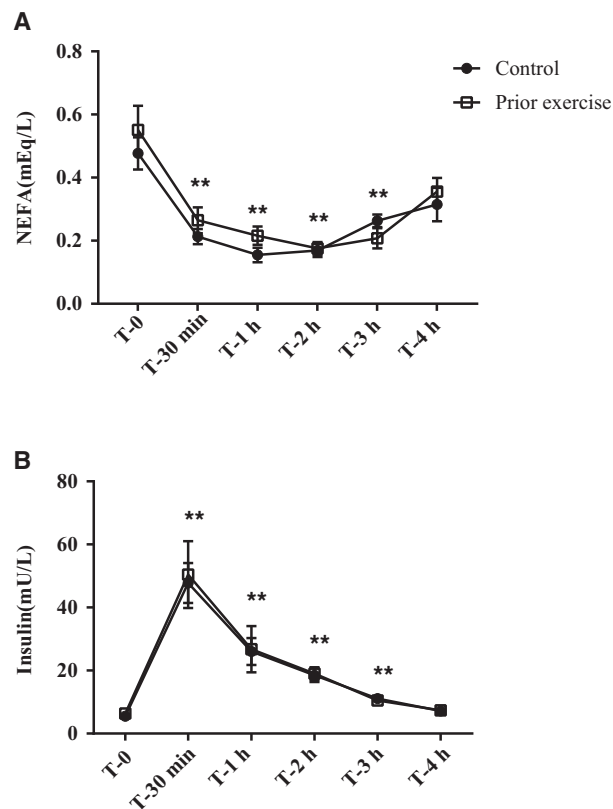 A
0.8
0.6
0.4
0.2
0.0
NEFA(mEq/L)
Control
Prior exercise
** ** ** **
T-0 T-30 min T-1 h T-2 h T-3 h T-4 h
B
80
60
40
20
0
Insulin(mU/L)
** ** ** **
T-0 T-30 min T-1 h T-2 h T-3 h T-4 h